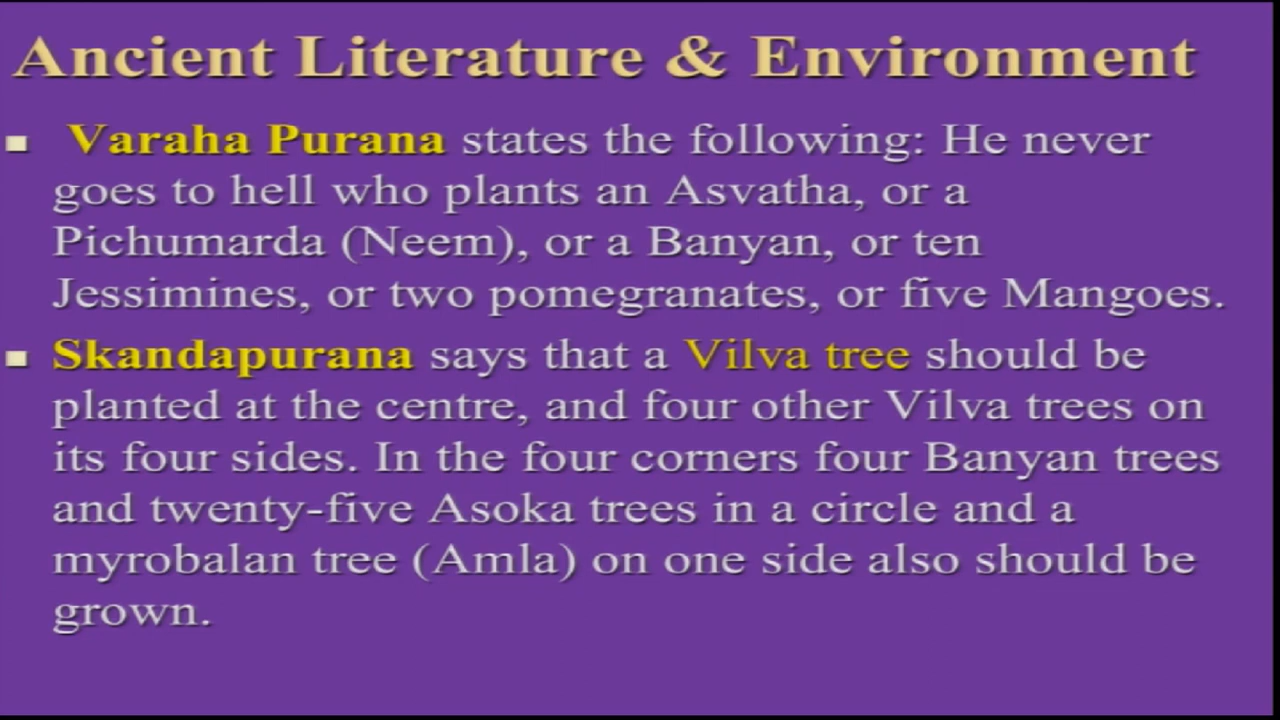 Ancient Literature & Environment
Varaha Purana states the following: He never
goes to hell who plants an Asvatha, or a
Pichumarda (Neem), or a Banyan, or ten
Jessimines, or two pomegranates, or five Mangoes.
Skandapurana says that a Vilva tree should be
planted at the centre, and four other Vilva trees on
its four sides. In the four corners four Banyan trees
and twenty-five Asoka trees in a circle and a
myrobalan tree (Amla) on one side also should be
grown.